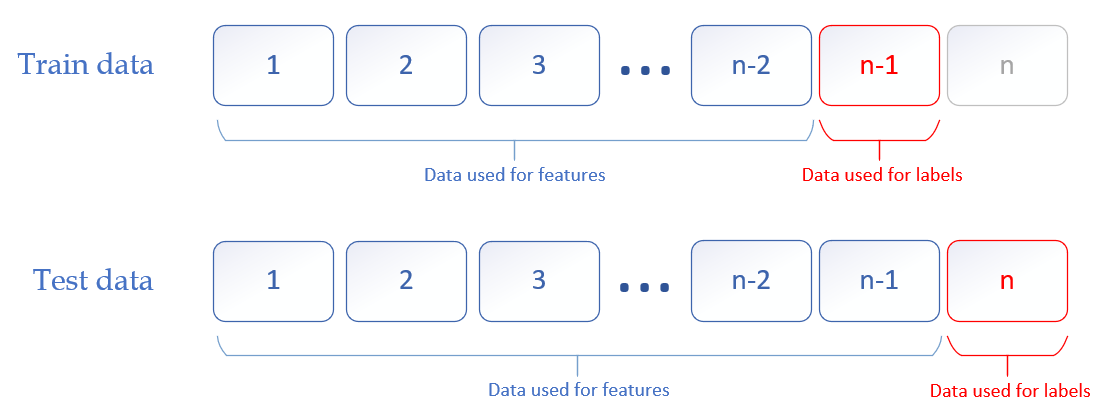 Train data 1 2 3 ... n-2 n-1 n
Data used for features Data used for labels
Test data 1 2 3 ... n-2 n-1 n
Data used for features Data used for labels